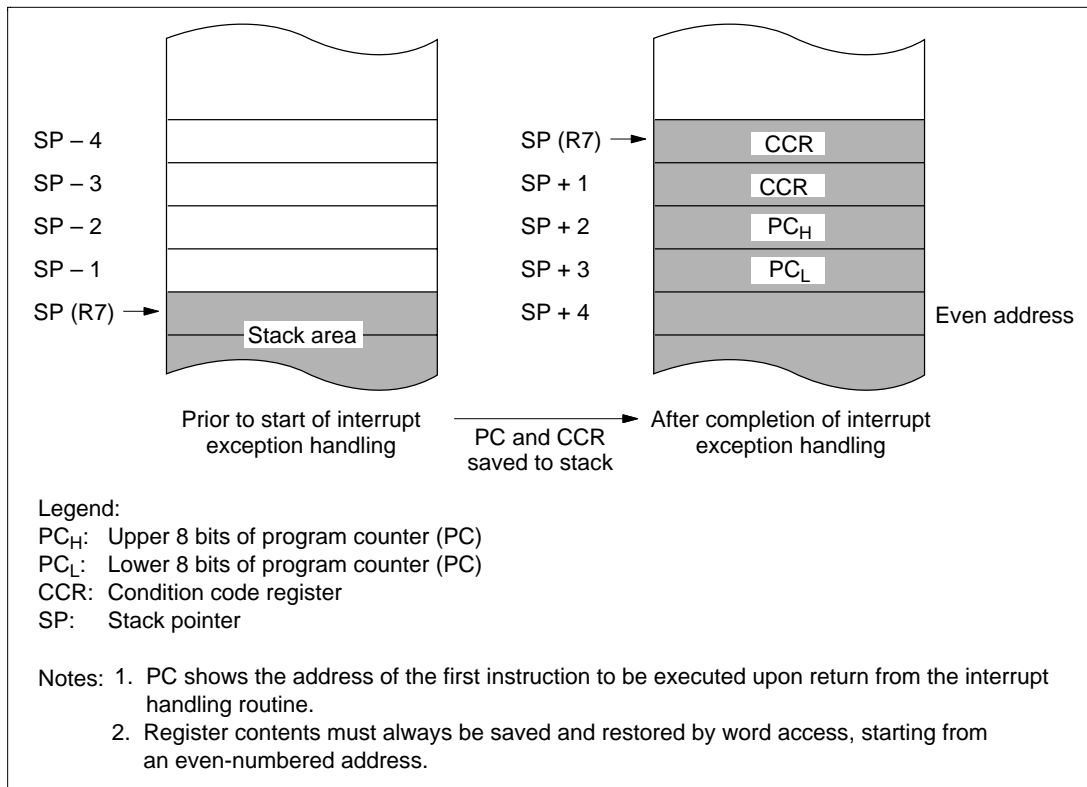 SP – 4
SP – 3
SP – 2
SP – 1
SP (R7)
Stack area
SP (R7)
SP + 1
SP + 2
SP + 3
SP + 4
CCR
CCR
PCH
PCL
Even address
Prior to start of interrupt
exception handling
PC and CCR
saved to stack
After completion of interrupt
exception handling
Legend:
PCH: Upper 8 bits of program counter (PC)
PCL: Lower 8 bits of program counter (PC)
CCR: Condition code register
SP: Stack pointer
Notes: 1. PC shows the address of the first instruction to be executed upon return from the interrupt
handling routine.
2. Register contents must always be saved and restored by word access, starting from
an even-numbered address.